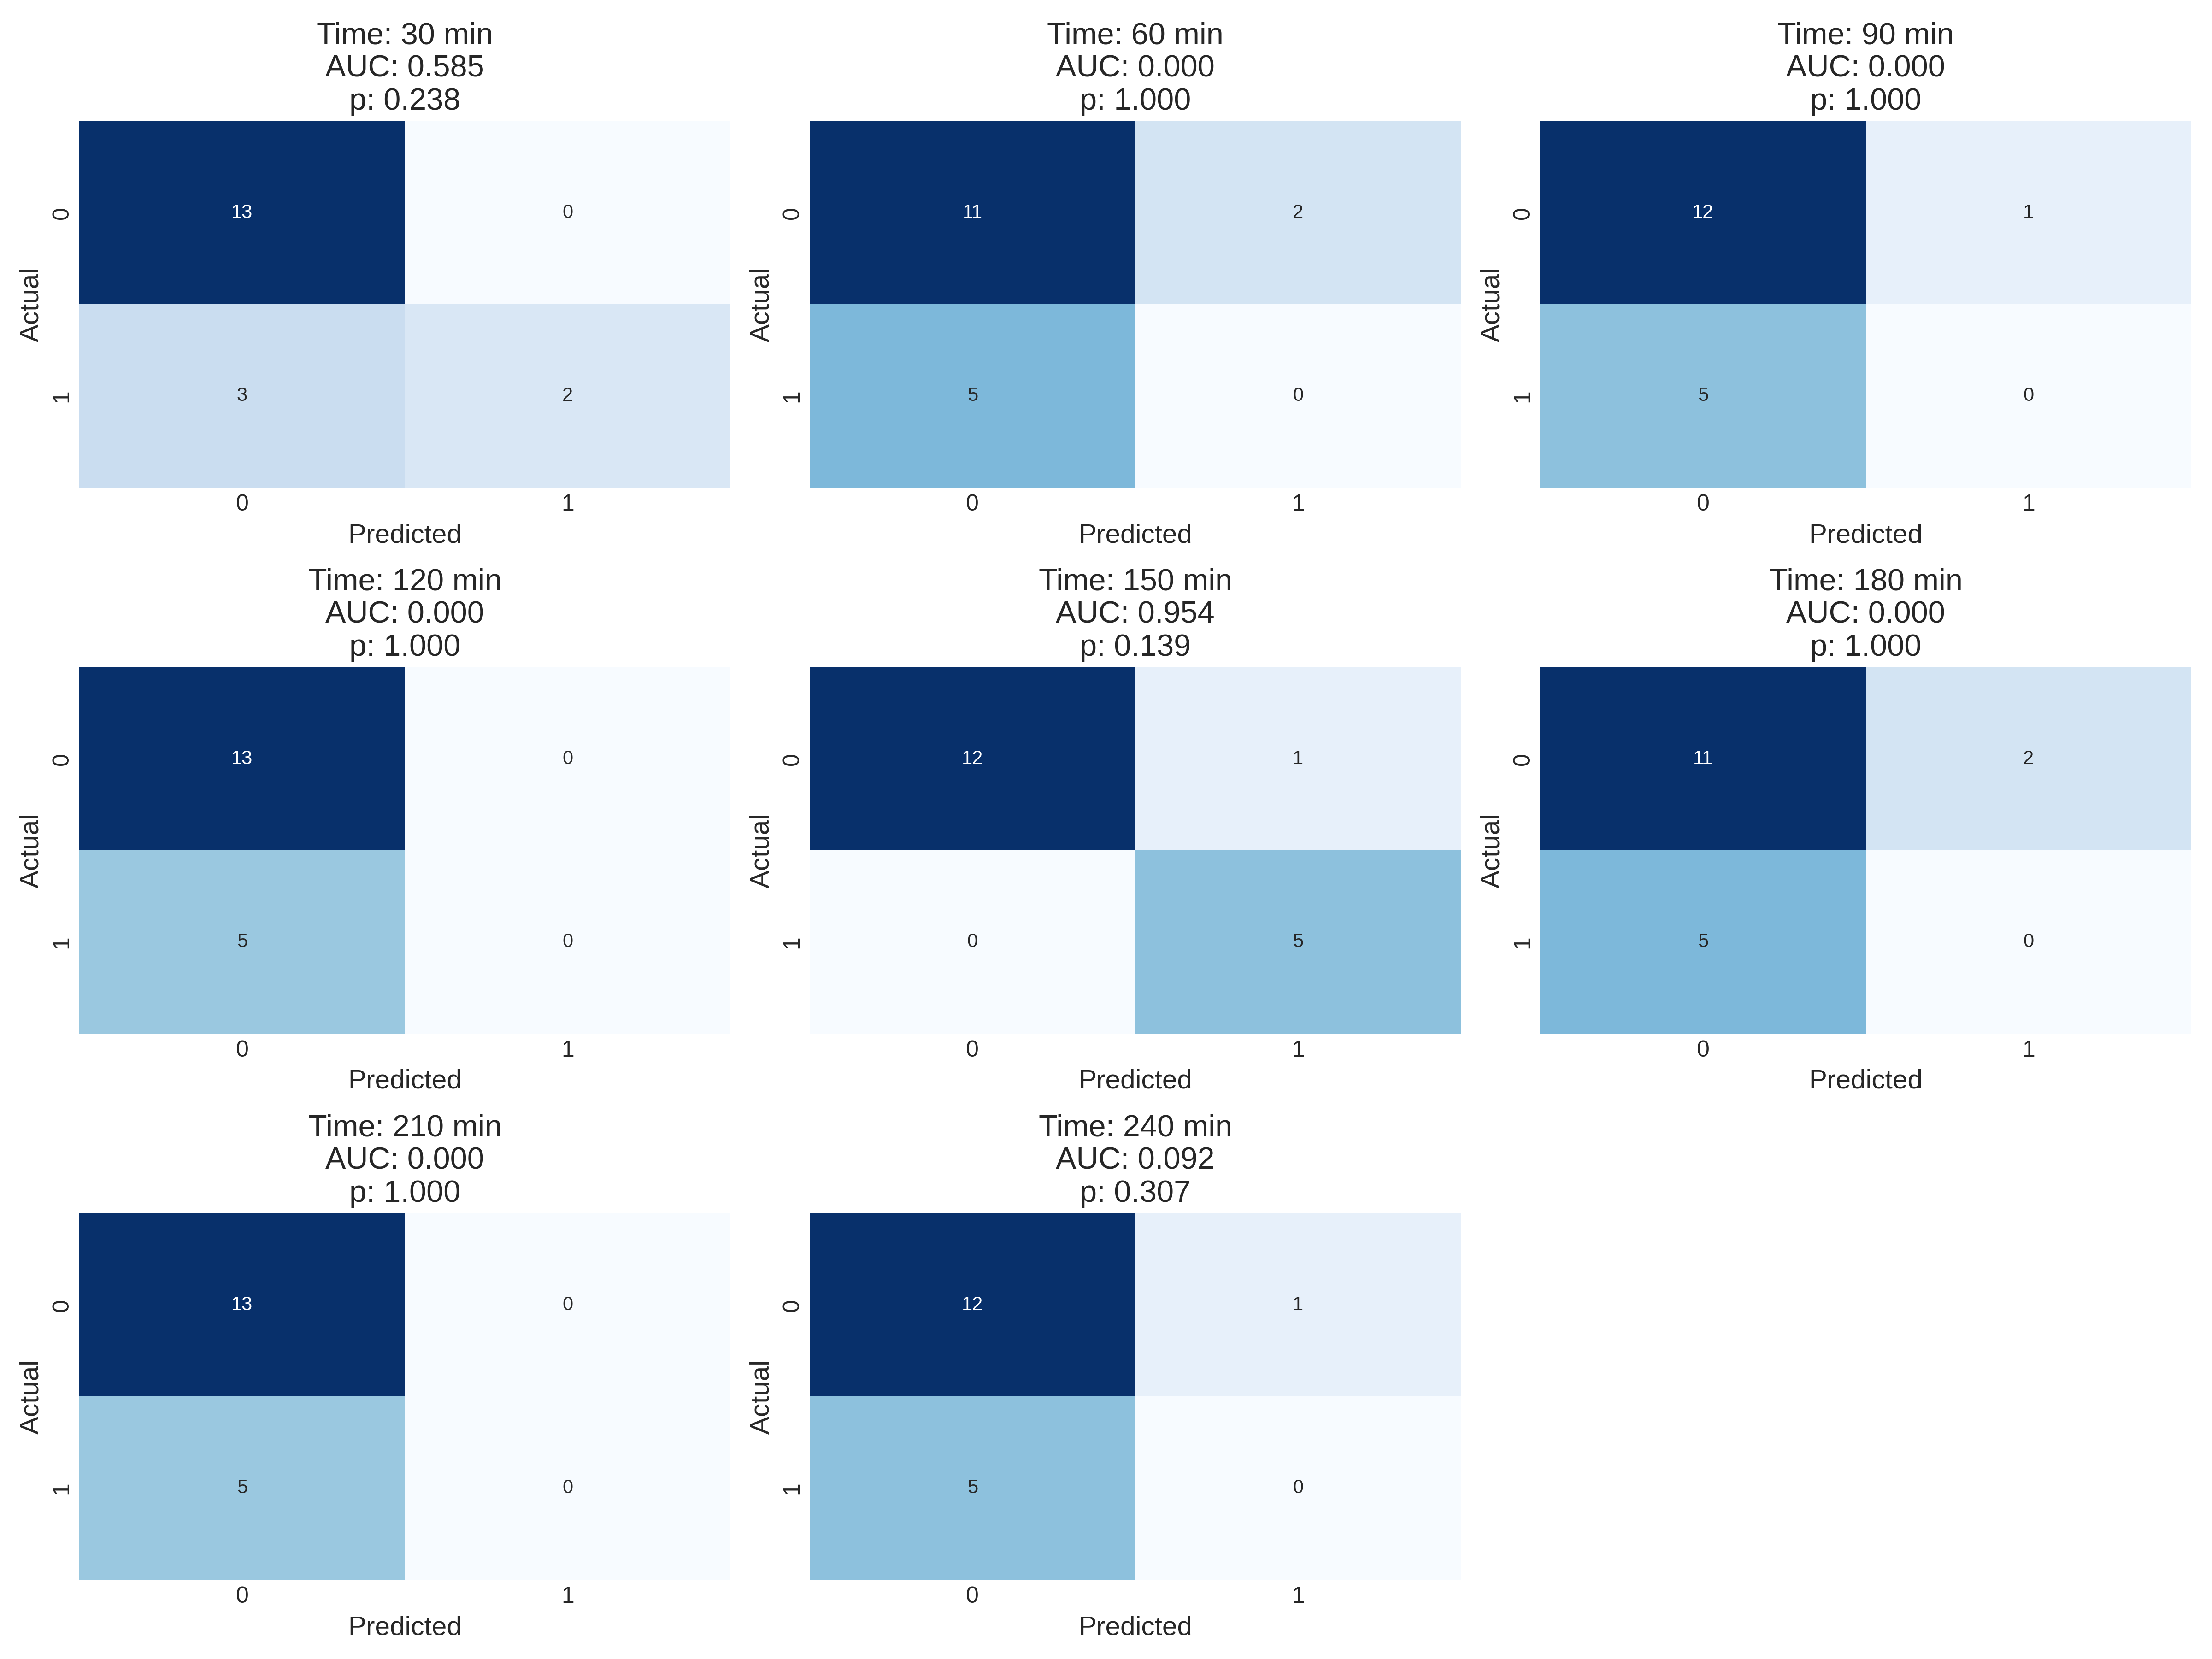 Time: 30 min
AUC: 0.585
p: 0.238
Actual
0
13
0
1
3
2
0
1
Predicted
Time: 60 min
AUC: 0.000
p: 1.000
Actual
0
11
2
1
5
0
0
1
Predicted
Time: 90 min
AUC: 0.000
p: 1.000
Actual
0
12
1
1
5
0
0
1
Predicted
Time: 120 min
AUC: 0.000
p: 1.000
Actual
0
13
0
1
5
0
0
1
Predicted
Time: 150 min
AUC: 0.954
p: 0.139
Actual
0
12
1
1
0
5
0
1
Predicted
Time: 180 min
AUC: 0.000
p: 1.000
Actual
0
11
2
1
5
0
0
1
Predicted
Time: 210 min
AUC: 0.000
p: 1.000
Actual
0
13
0
1
5
0
0
1
Predicted
Time: 240 min
AUC: 0.092
p: 0.307
Actual
0
12
1
1
5
0
0
1
Predicted